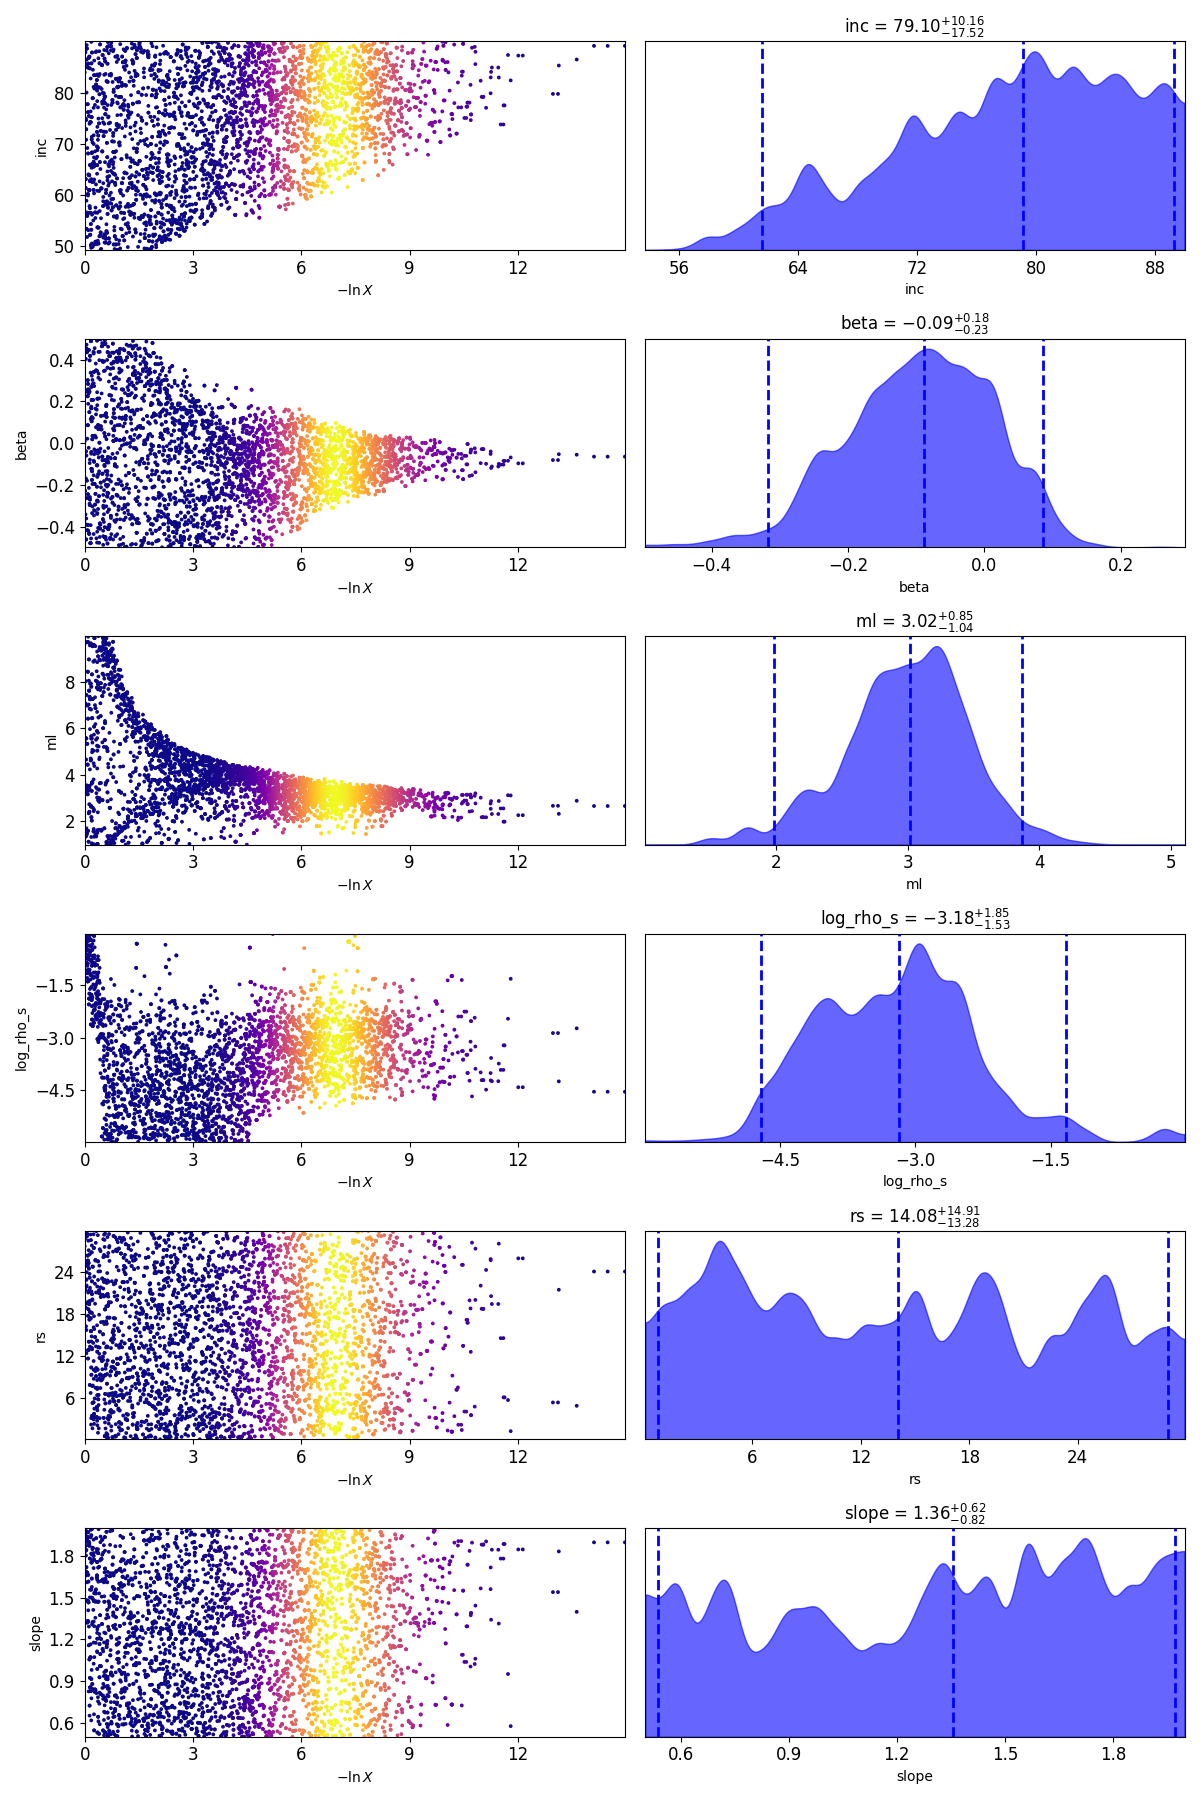 inc = 79.10+10.16−17.52
80
70
60
50
inc
0 3 6 9 12
−ln X
56 64 72 80 88
inc
beta = −0.09+0.18−0.23
0.4
0.2
0.0
−0.2
−0.4
beta
0 3 6 9 12
−ln X
−0.4 −0.2 0.0 0.2
beta
ml = 3.02+0.85−1.04
8
6
4
2
ml
0 3 6 9 12
−ln X
2 3 4 5
ml
log_rho_s = −3.18+1.85−1.53
−1.5
−3.0
−4.5
log_rho_s
0 3 6 9 12
−ln X
−4.5 −3.0 −1.5
log_rho_s
rs = 14.08+14.91−13.28
24
18
12
6
rs
0 3 6 9 12
−ln X
6 12 18 24
rs
slope = 1.36+0.62−0.82
1.8
1.5
1.2
0.9
0.6
slope
0 3 6 9 12
−ln X
0.6 0.9 1.2 1.5 1.8
slope